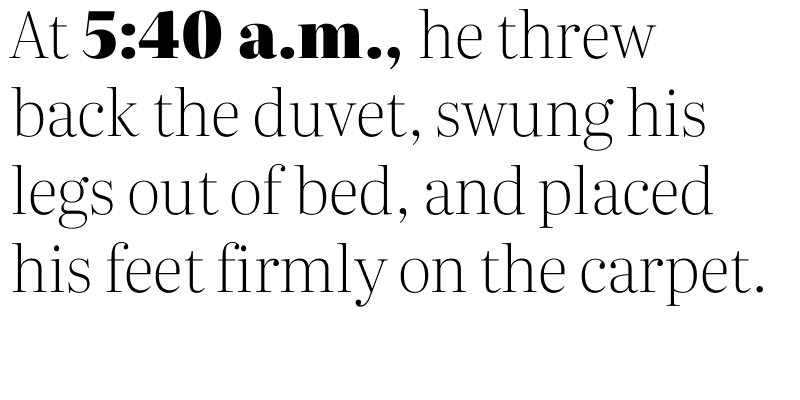 At 5:40 a.m., he threw
back the duvet, swung his
legs out of bed, and placed
his feet firmly on the carpet.